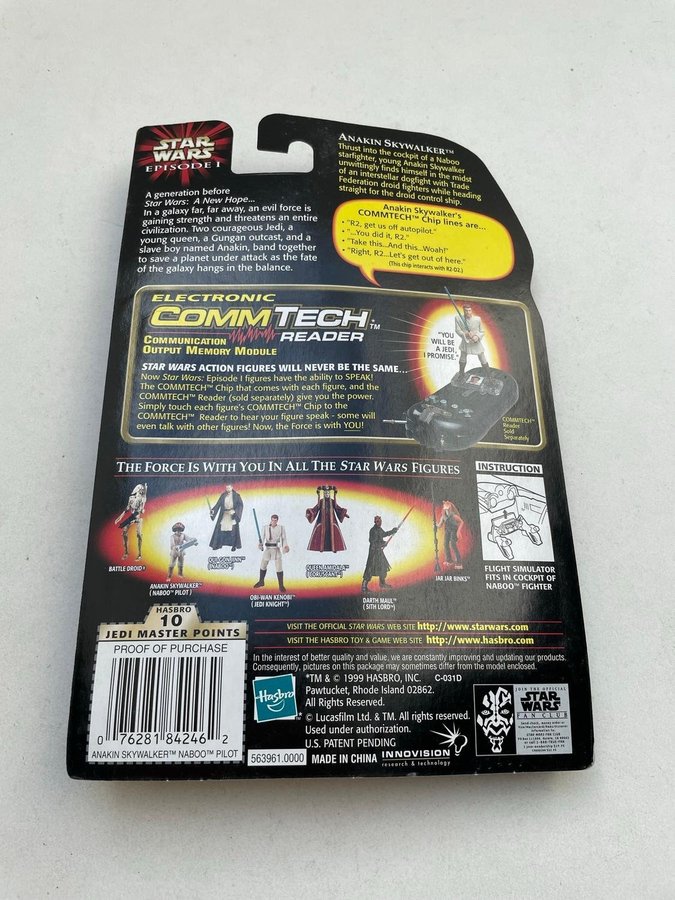 STAR
WARS
EPISODE I
A generation before
Star Wars: A New Hope...
In a galaxy far, far away, an evil force is
gaining strength and threatens an entire
civilization. Two courageous Jedi, a
young queen, a Gungan outcast, and a
slave boy named Anakin, band together
to save a planet under attack as the fate
of the galaxy hangs in the balance.
ANAKIN SKYWALKER™
Thrust into the cockpit of a Naboo
starfighter, young Anakin Skywalker
unwittingly finds himself in the midst
of an interstellar dogfight with Trade
Federation droid fighters while heading
straight for the droid control ship.
Anakin Skywalker's
COMMTECH™ Chip lines are...
• "R2, get us off autopilot."
• "...You did it, R2."
• "Take this...And this...Woah!"
• "Right, R2...Let's get out of here."
(This chip interacts with R2-D2.)
ELECTRONIC
COMMTECH™
COMMUNICATION READER
OUTPUT MEMORY MODULE
STAR WARS ACTION FIGURES WILL NEVER BE THE SAME...
Now Star Wars: Episode I figures have the ability to SPEAK!
The COMMTECH™ Chip that comes with each figure, and the
COMMTECH™ Reader (sold separately) give you the power.
Simply touch each figure's COMMTECH™ Chip to the
COMMTECH™ Reader to hear your figure speak - some will
even talk with other figures! Now, the Force is with YOU!
"YOU
WILL BE
A JEDI,
I PROMISE."
COMMTECH™
Reader
Sold
Separately
THE FORCE IS WITH YOU IN ALL THE STAR WARS FIGURES
BATTLE DROID™
ANAKIN SKYWALKER™
(NABOO PILOT)
QUI-GON JINN™
(NABOO)
OBI-WAN KENOBI™
(JEDI KNIGHT)
QUEEN AMIDALA™
(CORUSCANT)
DARTH MAUL™
(SITH LORD)
JAR JAR BINKS™
INSTRUCTION
FLIGHT SIMULATOR
FITS IN COCKPIT OF
NABOO™ FIGHTER
HASBRO
10
JEDI MASTER POINTS
PROOF OF PURCHASE
0 76281 84246 2
ANAKIN SKYWALKER™ NABOO™ PILOT
VISIT THE OFFICIAL STAR WARS WEB SITE http://www.starwars.com
VISIT THE HASBRO TOY & GAME WEB SITE http://www.hasbro.com
In the interest of better quality and value, we are constantly improving and updating our products.
Consequently, pictures on this package may sometimes differ from the model enclosed.
Hasbro
®
*TM & © 1999 HASBRO, INC. C-031D
Pawtucket, Rhode Island 02862.
All Rights Reserved.
© Lucasfilm Ltd. & TM. All rights reserved.
Used under authorization.
U.S. PATENT PENDING
563961.0000 MADE IN CHINA
INNOVISION
research & technology
JOIN THE OFFICIAL
STAR
WARS
FAN CLUB